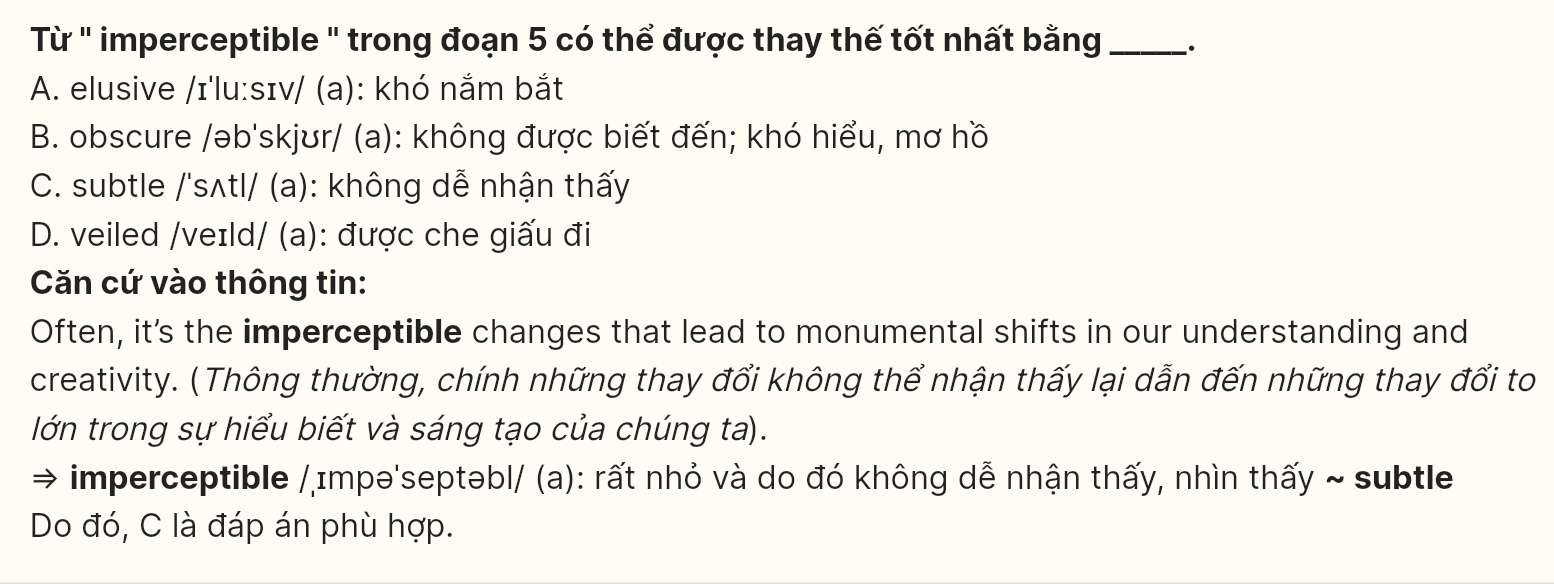 Từ " imperceptible " trong đoạn 5 có thể được thay thế tốt nhất bằng _____.
A. elusive /ɪˈluːsɪv/ (a): khó nắm bắt
B. obscure /əbˈskjʊr/ (a): không được biết đến; khó hiểu, mơ hồ
C. subtle /ˈsʌtl/ (a): không dễ nhận thấy
D. veiled /veɪld/ (a): được che giấu đi
Căn cứ vào thông tin:
Often, it’s the imperceptible changes that lead to monumental shifts in our understanding and
creativity. (Thông thường, chính những thay đổi không thể nhận thấy lại dẫn đến những thay đổi to
lớn trong sự hiểu biết và sáng tạo của chúng ta).
⇒ imperceptible /ˌɪmpəˈseptəbl/ (a): rất nhỏ và do đó không dễ nhận thấy, nhìn thấy ~ subtle
Do đó, C là đáp án phù hợp.